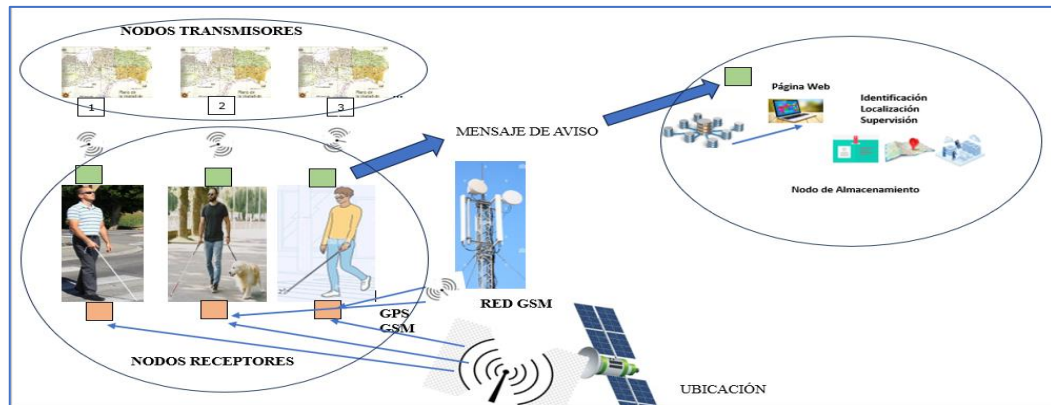 NODOS TRANSMISORES
1
2
3
...
MENSAJE DE AVISO
Página Web
Identificación
Localización
Supervisión
Nodo de Almacenamiento
RED GSM
GPS
GSM
NODOS RECEPTORES
UBICACIÓN